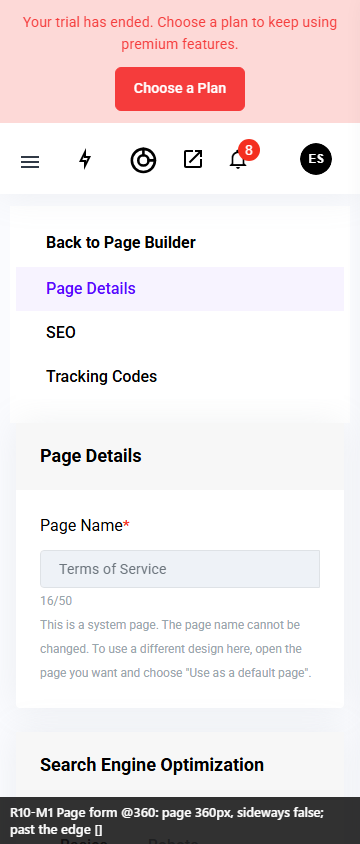 Your trial has ended. Choose a plan to keep using
premium features.
Choose a Plan
8
ES
Back to Page Builder
Page Details
SEO
Tracking Codes
Page Details
Page Name*
Terms of Service
16/50
This is a system page. The page name cannot be
changed. To use a different design here, open the
page you want and choose "Use as a default page".
Search Engine Optimization
R10-M1 Page form @360: page 360px, sideways false;
past the edge []